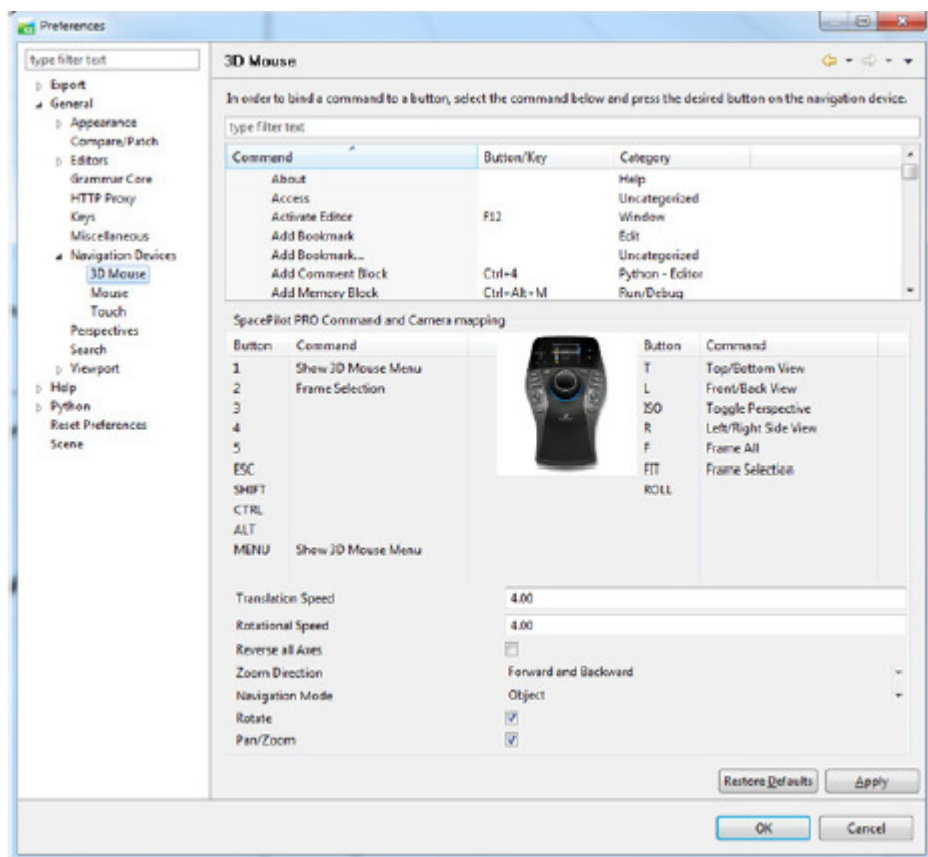 Preferences
type filter text
Export
General
Appearance
Compare/Patch
Editors
Grammar Core
HTTP Proxy
Keys
Miscellaneous
Navigation Devices
3D Mouse
Mouse
Touch
Perspectives
Search
Viewport
Help
Python
Reset Preferences
Scene
3D Mouse
In order to bind a command to a button, select the command below and press the desired button on the navigation device.
type filter text
Command Button/Key Category
About Help
Access Uncategorized
Activate Editor F12 Window
Add Bookmark Edit
Add Bookmark... Uncategorized
Add Comment Block Ctrl+4 Python - Editor
Add Memory Block Ctrl+Alt+M Run/Debug
SpacePilot PRO Command and Camera mapping
Button Command Button Command
1 Show 3D Mouse Menu T Top/Bottom View
2 Frame Selection L Front/Back View
3 ISO Toggle Perspective
4 R Left/Right Side View
5 F Frame All
ESC FIT Frame Selection
SHIFT ROLL
CTRL
ALT
MENU Show 3D Mouse Menu
Translation Speed 4.00
Rotational Speed 4.00
Reverse all Axes
Zoom Direction Forward and Backward
Navigation Mode Object
Rotate
Pan/Zoom
Restore Defaults Apply
OK Cancel